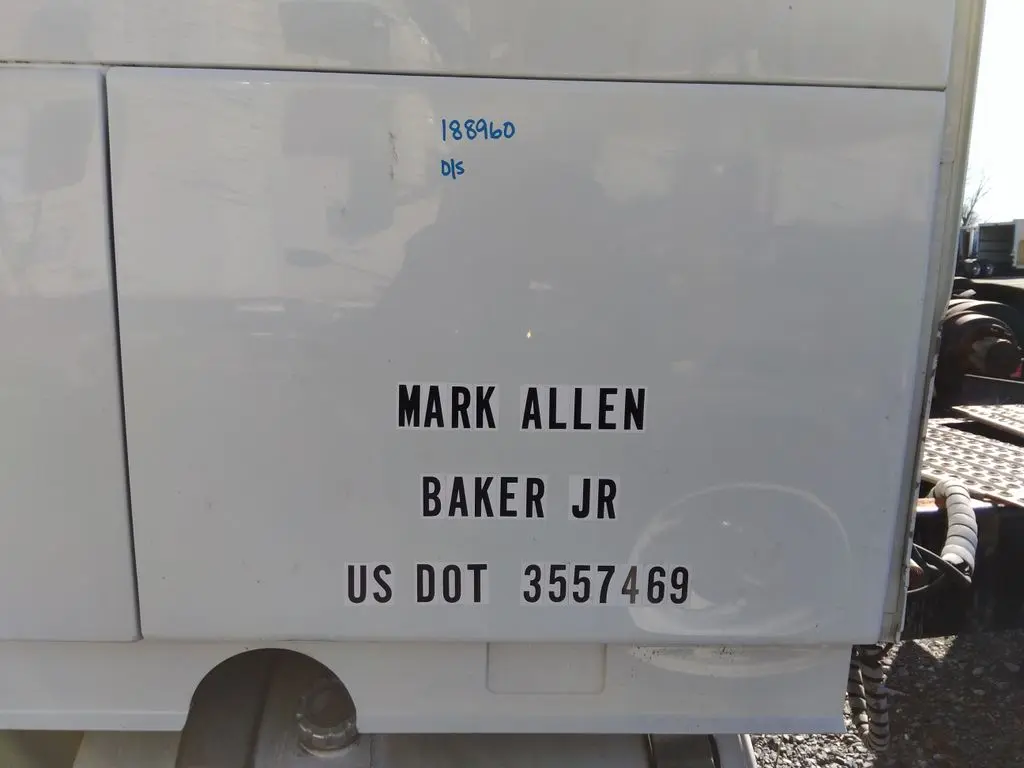 188960
D/S
MARK ALLEN
BAKER JR
US DOT 3557469